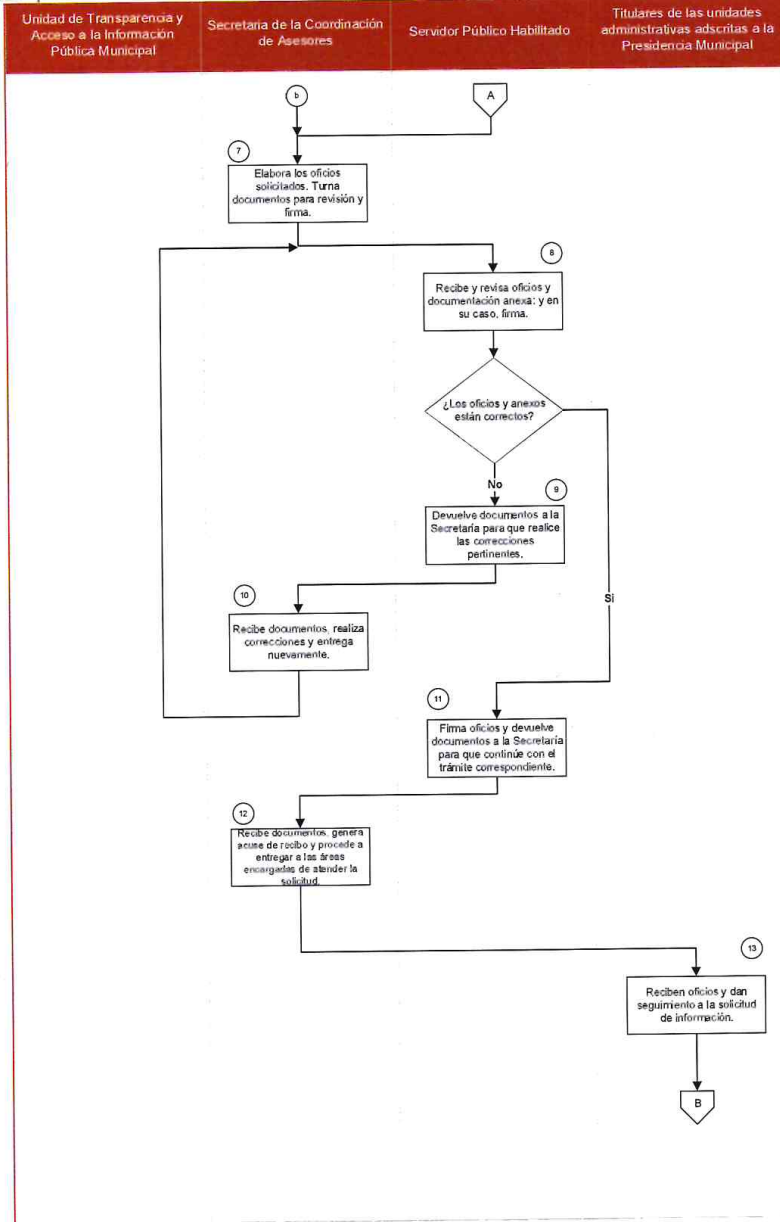 Unidad de Transparencia y
Acceso a la Información
Pública Municipal
Secretaria de la Coordinación
de Asesores
Servidor Público Habilitado
Titulares de las unidades
administrativas adscritas a la
Presidencia Municipal
b
A
7
Elabora los oficios
solicitados. Turna
documentos para revisión y
firma.
8
Recibe y revisa oficios y
documentación anexa; y en
su caso, firma.
¿Los oficios y anexos
están correctos?
No
9
Devuelve documentos a la
Secretaría para que realice
las correcciones
pertinentes.
Si
10
Recibe documentos, realiza
correcciones y entrega
nuevamente.
11
Firma oficios y devuelve
documentos a la Secretaría
para que continúe con el
trámite correspondiente.
12
Recibe documentos, genera
acuse de recibo y procede a
entregar a las áreas
encargadas de atender la
solicitud.
13
Reciben oficios y dan
seguimiento a la solicitud
de información.
B